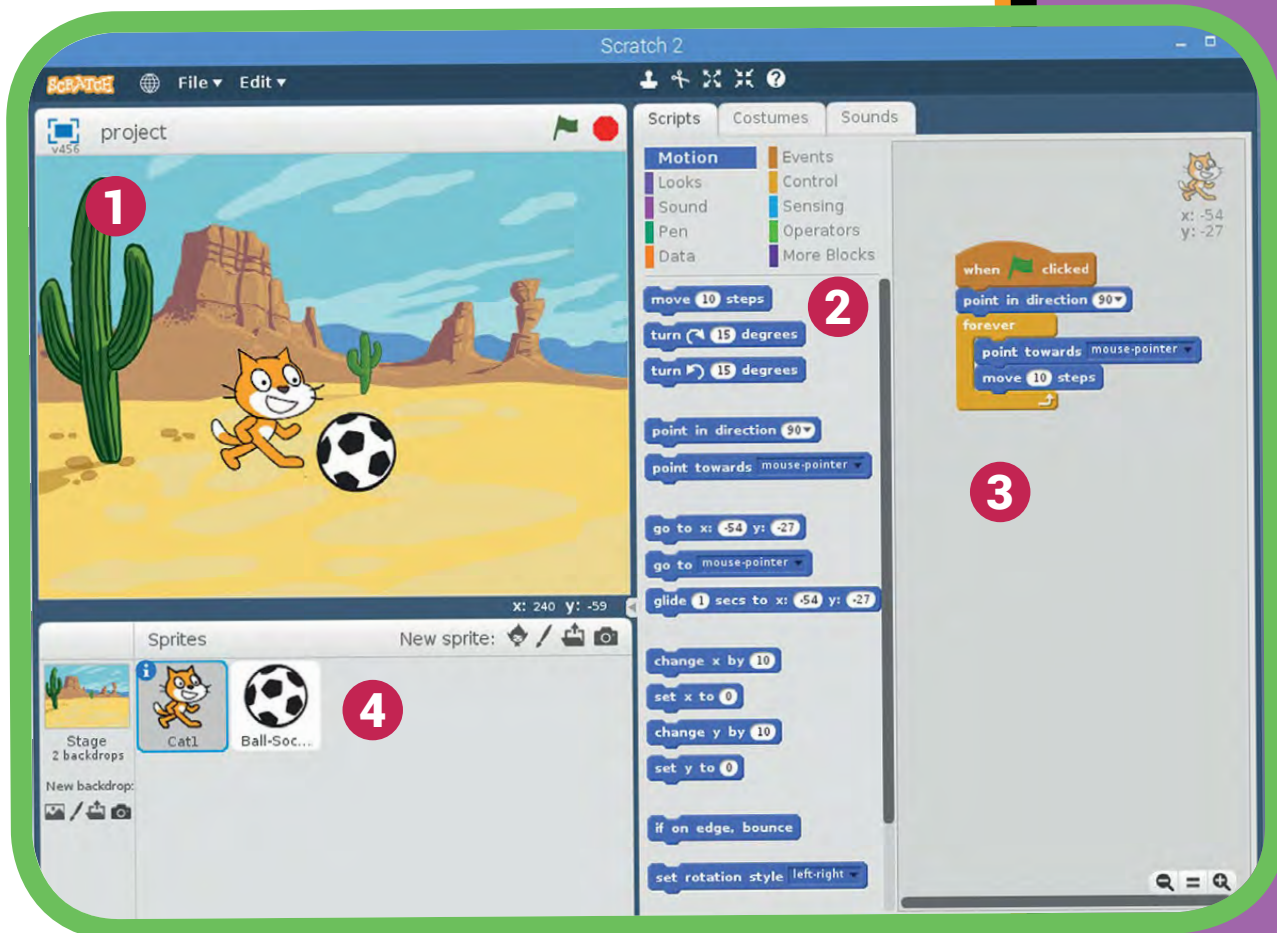 Scratch 2
SCRATCH File Edit
project
v456
1
x: 240 y: -59
Sprites New sprite:
Stage
2 backdrops
New backdrop:
Cat1
Ball-Soc...
4
Scripts Costumes Sounds
Motion Events
Looks Control
Sound Sensing
Pen Operators
Data More Blocks
2
move 10 steps
turn 15 degrees
turn 15 degrees
point in direction 90
point towards mouse-pointer
go to x: -54 y: -27
go to mouse-pointer
glide 1 secs to x: -54 y: -27
change x by 10
set x to 0
change y by 10
set y to 0
if on edge, bounce
set rotation style left-right
x: -54
y: -27
when clicked
point in direction 90
forever
point towards mouse-pointer
move 10 steps
3